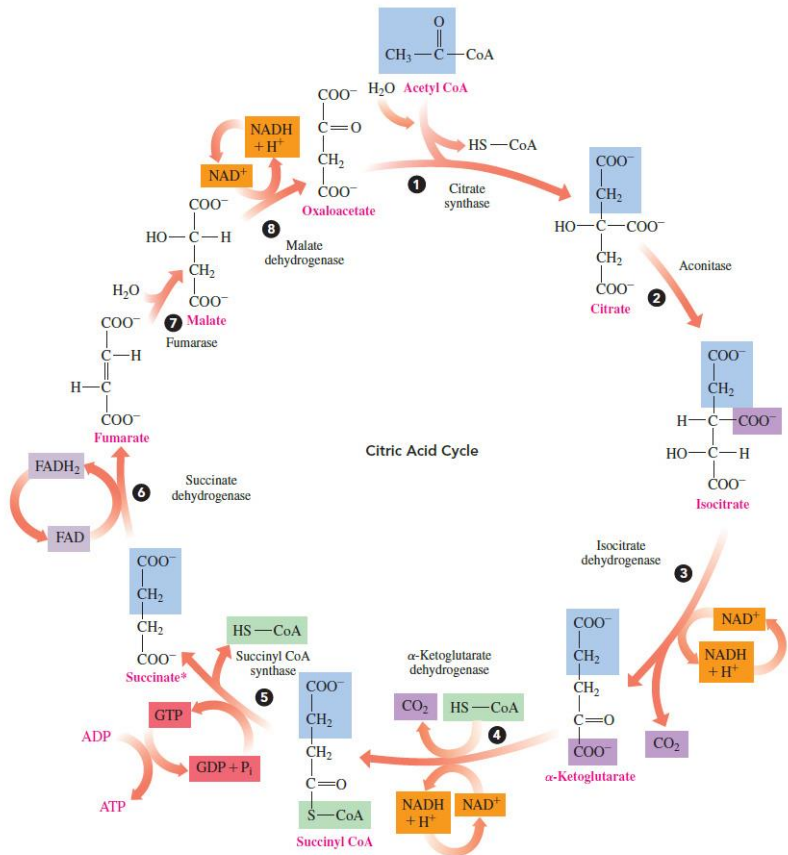 O
CH₃—C—CoA
Acetyl CoA
H₂O
HS—CoA
1
Citrate
synthase
COO⁻
C=O
CH₂
COO⁻
Oxaloacetate
COO⁻
CH₂
HO—C—COO⁻
CH₂
COO⁻
Citrate
Aconitase
2
COO⁻
CH₂
H—C—COO⁻
HO—C—H
COO⁻
Isocitrate
Isocitrate
dehydrogenase
3
NAD⁺
NADH
+ H⁺
CO₂
COO⁻
CH₂
CH₂
C=O
COO⁻
α-Ketoglutarate
α-Ketoglutarate
dehydrogenase
CO₂
HS—CoA
4
NADH
+ H⁺
NAD⁺
COO⁻
CH₂
CH₂
C=O
S—CoA
Succinyl CoA
HS—CoA
Succinyl CoA
synthase
5
GTP
GDP + Pᵢ
ADP
ATP
COO⁻
CH₂
CH₂
COO⁻
Succinate*
Succinate
dehydrogenase
6
FADH₂
FAD
COO⁻
C—H
H—C
COO⁻
Fumarate
H₂O
7
Fumarase
COO⁻
HO—C—H
CH₂
COO⁻
Malate
8
Malate
dehydrogenase
NADH
+ H⁺
NAD⁺
Citric Acid Cycle